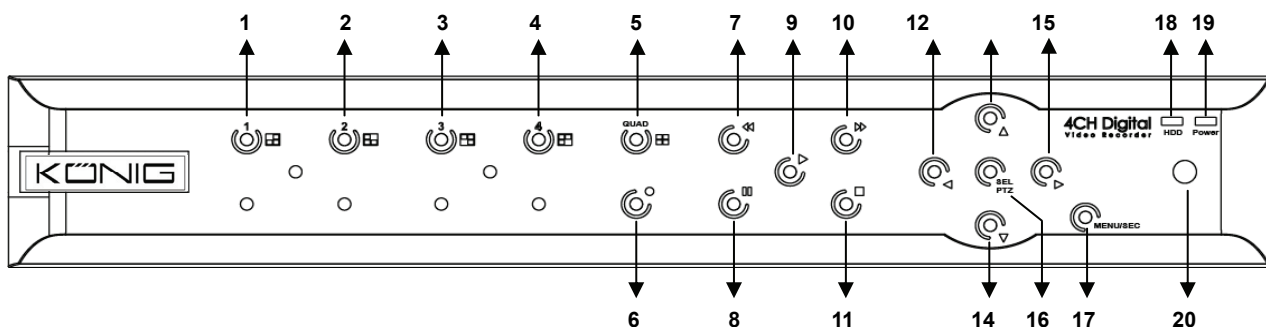 1 2 3 4 5 7 9 10 12 15 18 19
1 2 3 4 QUAD
4CH Digital
Video Recorder
HDD Power
KÖNIG
SEL
PTZ
MENU/SEC
6 8 11 14 16 17 20